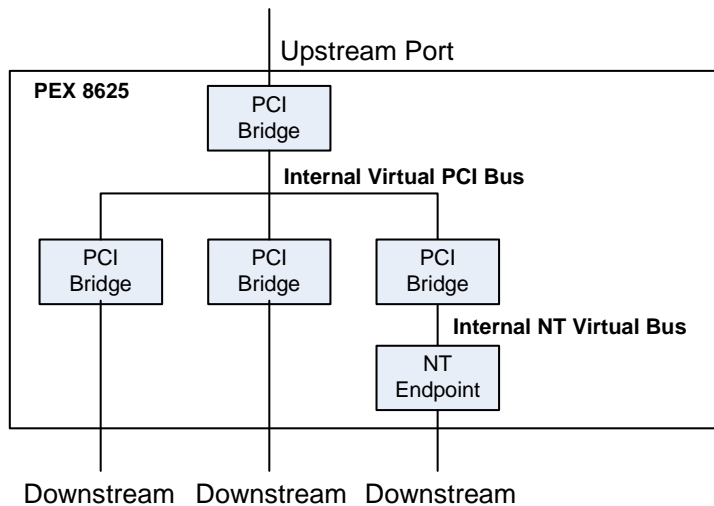 Upstream Port
PEX 8625
PCI
Bridge
Internal Virtual PCI Bus
PCI
Bridge
PCI
Bridge
PCI
Bridge
Internal NT Virtual Bus
NT
Endpoint
Downstream Downstream Downstream